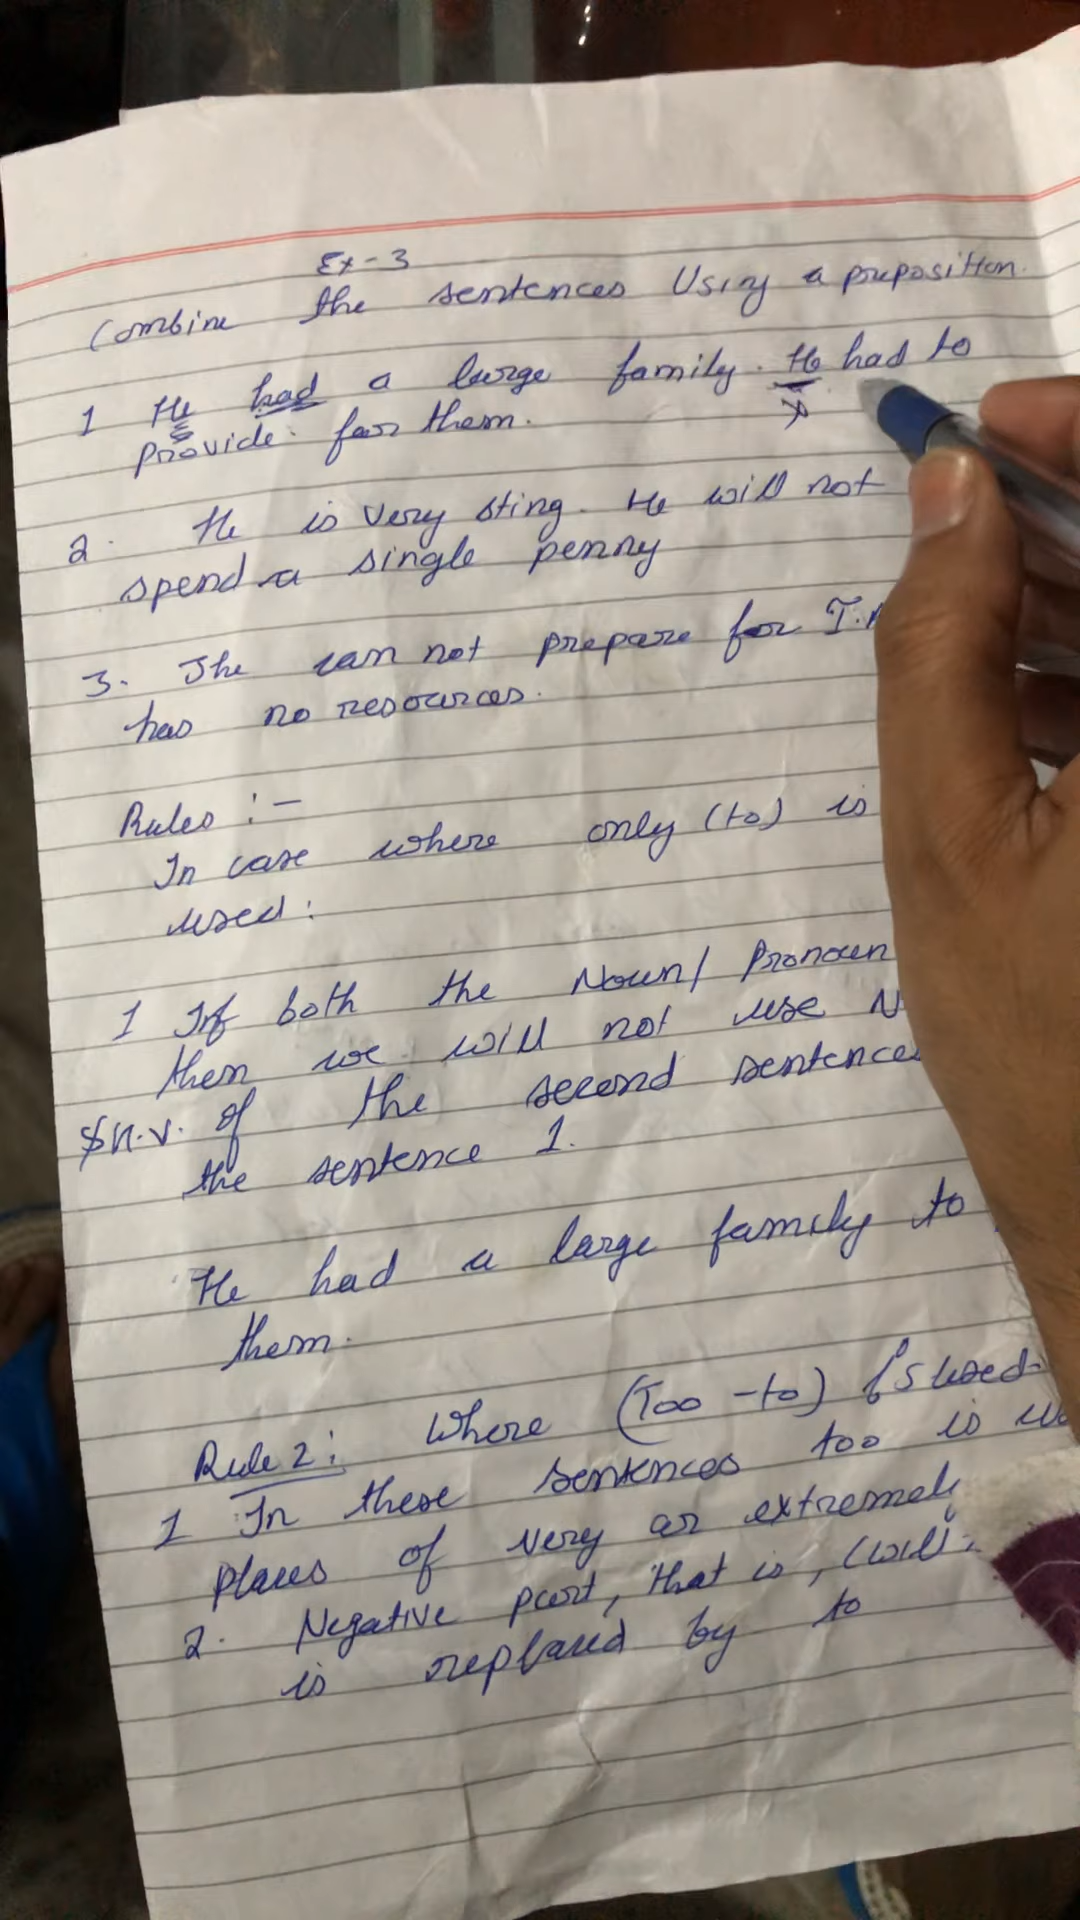 Ex-3
Combine the sentences Using a preposition.
1 He had a large family. He had to
provide for them.
2. He is very sting. He will not
spend a single penny
3. She can not prepare for I.
has no resources.
Rules :-
In case where only (to) is
used:
1 If both the Noun/ Pronoun
then we will not use N
$H.V. of the second sentence
the sentence 1.
He had a large family to
them.
Rule 2: Where (Too -to) is used.
1 In these sentences too is
places of very or extremely
2. Negative part, that is, (will
is replaced by to